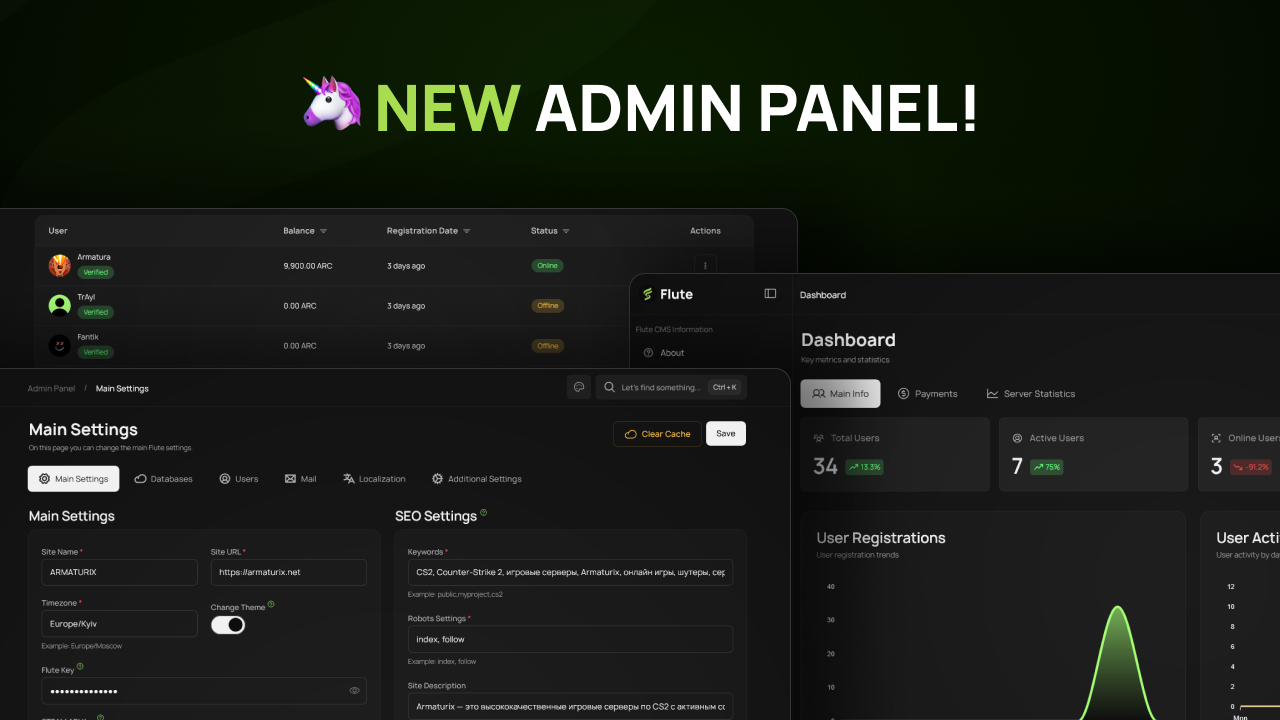 NEW ADMIN PANEL!
User Balance Registration Date Status Actions
Armatura
Verified
9,900.00 ARC 3 days ago Online
TrAyl
Verified
0.00 ARC 3 days ago Offline
Fantik
Verified
0.00 ARC 3 days ago Offline
Flute
Flute CMS Information
About
Dashboard
Dashboard
Key metrics and statistics
Main Info Payments Server Statistics
Total Users
34 13.3%
Active Users
7 75%
Online Users
3 -91.2%
User Registrations
User registration trends
40
30
20
10
User Acti
User activity by da
12
10
8
6
4
2
0
Mon
Admin Panel / Main Settings
Let's find something... Ctrl + K
Main Settings
On this page you can change the main Flute settings.
Clear Cache Save
Main Settings Databases Users Mail Localization Additional Settings
Main Settings
Site Name *
ARMATURIX
Site URL *
https://armaturix.net
Timezone *
Europe/Kyiv
Example: Europe/Moscow
Change Theme
Flute Key
••••••••••••••
SEO Settings
Keywords *
CS2, Counter-Strike 2, игровые серверы, Armaturix, онлайн игры, шутеры, сер
Example: public,myproject,cs2
Robots Settings *
index, follow
Example: index, follow
Site Description
Armaturix — это высококачественные игровые серверы по CS2 с активным сс